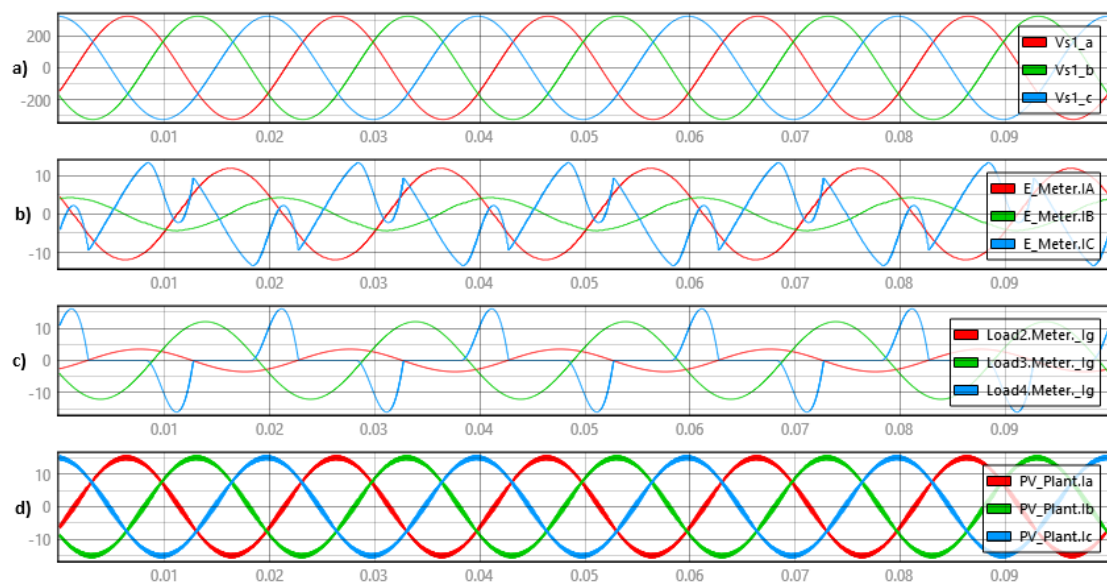 200
0
-200
a)
Vs1_a
Vs1_b
Vs1_c
0.01 0.02 0.03 0.04 0.05 0.06 0.07 0.08 0.09
10
0
-10
b)
E_Meter.IA
E_Meter.IB
E_Meter.IC
0.01 0.02 0.03 0.04 0.05 0.06 0.07 0.08 0.09
10
0
-10
c)
Load2.Meter._Ig
Load3.Meter._Ig
Load4.Meter._Ig
0.01 0.02 0.03 0.04 0.05 0.06 0.07 0.08 0.09
10
0
-10
d)
PV_Plant.Ia
PV_Plant.Ib
PV_Plant.Ic
0.01 0.02 0.03 0.04 0.05 0.06 0.07 0.08 0.09